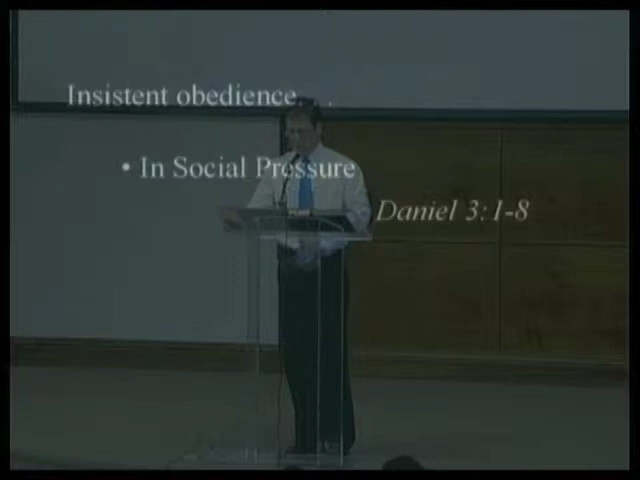 Insistent obedience...
• In Social Pressure
Daniel 3:1-8